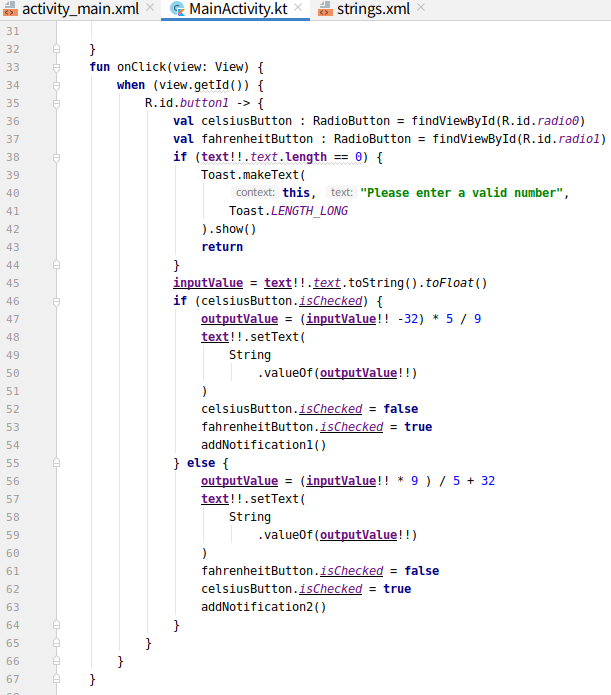 activity_main.xml MainActivity.kt strings.xml
31
32 }
33 fun onClick(view: View) {
34 when (view.getId()) {
35 R.id.button1 -> {
36 val celsiusButton : RadioButton = findViewById(R.id.radio0)
37 val fahrenheitButton : RadioButton = findViewById(R.id.radio1)
38 if (text!!.text.length == 0) {
39 Toast.makeText(
40 context: this, text: "Please enter a valid number",
41 Toast.LENGTH_LONG
42 ).show()
43 return
44 }
45 inputValue = text!!.text.toString().toFloat()
46 if (celsiusButton.isChecked) {
47 outputValue = (inputValue!! -32) * 5 / 9
48 text!!.setText(
49 String
50 .valueOf(outputValue!!)
51 )
52 celsiusButton.isChecked = false
53 fahrenheitButton.isChecked = true
54 addNotification1()
55 } else {
56 outputValue = (inputValue!! * 9 ) / 5 + 32
57 text!!.setText(
58 String
59 .valueOf(outputValue!!)
60 )
61 fahrenheitButton.isChecked = false
62 celsiusButton.isChecked = true
63 addNotification2()
64 }
65 }
66 }
67 }